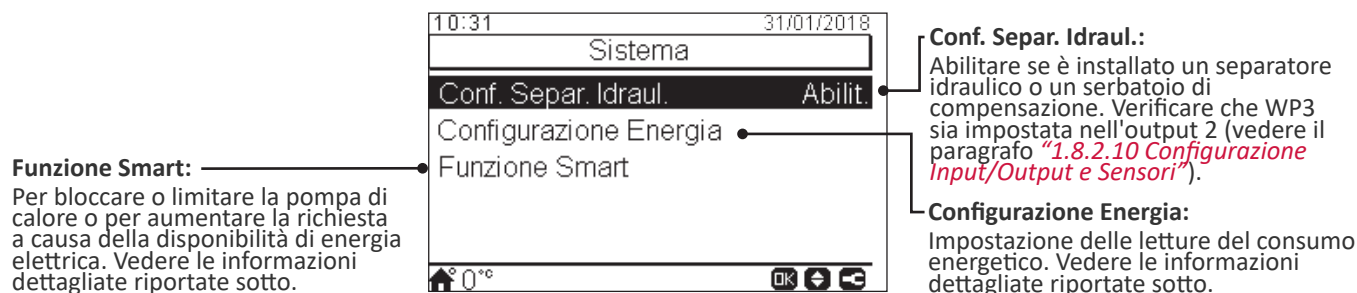 10:31 31/01/2018
Sistema
Conf. Separ. Idraul. Abilit.
Configurazione Energia
Funzione Smart
0°c
OK
Funzione Smart:
Per bloccare o limitare la pompa di
calore o per aumentare la richiesta
a causa della disponibilità di energia
elettrica. Vedere le informazioni
dettagliate riportate sotto.
Conf. Separ. Idraul.:
Abilitare se è installato un separatore
idraulico o un serbatoio di
compensazione. Verificare che WP3
sia impostata nell'output 2 (vedere il
paragrafo "1.8.2.10 Configurazione
Input/Output e Sensori").
Configurazione Energia:
Impostazione delle letture del consumo
energetico. Vedere le informazioni
dettagliate riportate sotto.